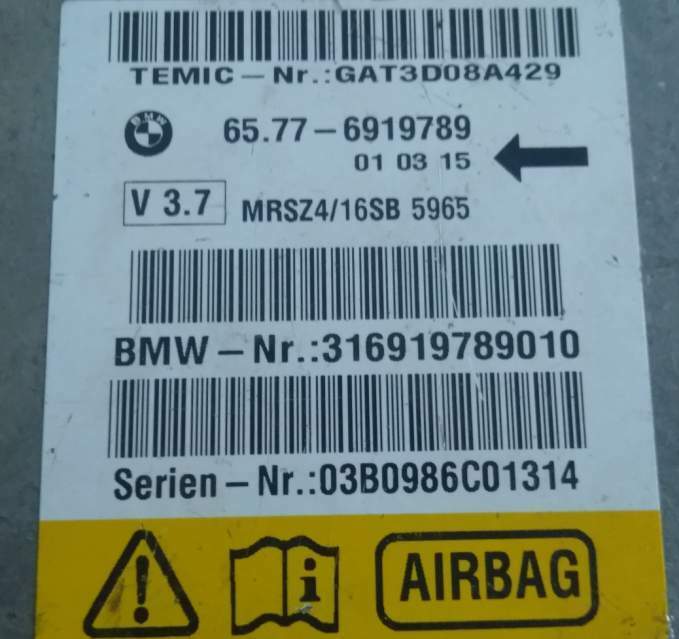 TEMIC-Nr.:GAT3D08A429
BMW
65.77-6919789
01 03 15
V 3.7
MRSZ4/16SB 5965
BMW-Nr.:316919789010
Serien-Nr.:03B0986C01314
! i AIRBAG